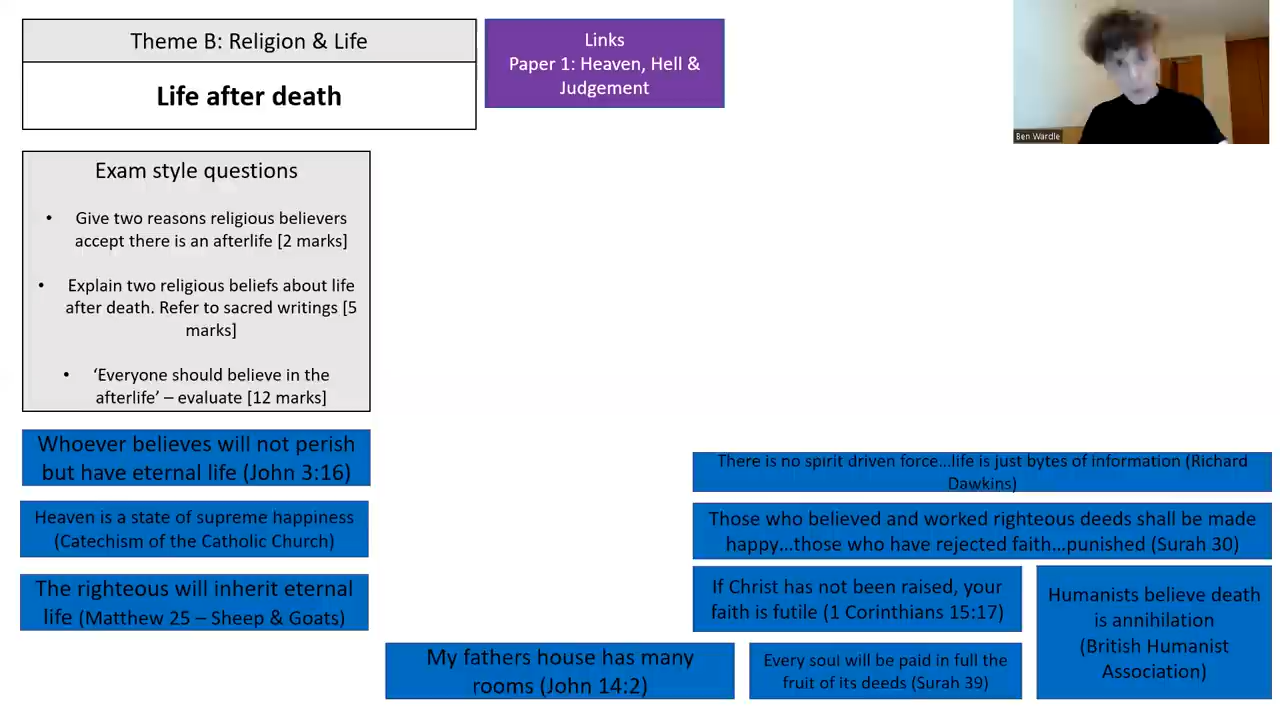 Theme B: Religion & Life
Life after death
Links
Paper 1: Heaven, Hell &
Judgement
Ben Wardle
Exam style questions
• Give two reasons religious believers
accept there is an afterlife [2 marks]
• Explain two religious beliefs about life
after death. Refer to sacred writings [5
marks]
• ‘Everyone should believe in the
afterlife’ – evaluate [12 marks]
Whoever believes will not perish
but have eternal life (John 3:16)
Heaven is a state of supreme happiness
(Catechism of the Catholic Church)
The righteous will inherit eternal
life (Matthew 25 – Sheep & Goats)
My fathers house has many
rooms (John 14:2)
There is no spirit driven force...life is just bytes of information (Richard
Dawkins)
Those who believed and worked righteous deeds shall be made
happy...those who have rejected faith...punished (Surah 30)
If Christ has not been raised, your
faith is futile (1 Corinthians 15:17)
Every soul will be paid in full the
fruit of its deeds (Surah 39)
Humanists believe death
is annihilation
(British Humanist
Association)